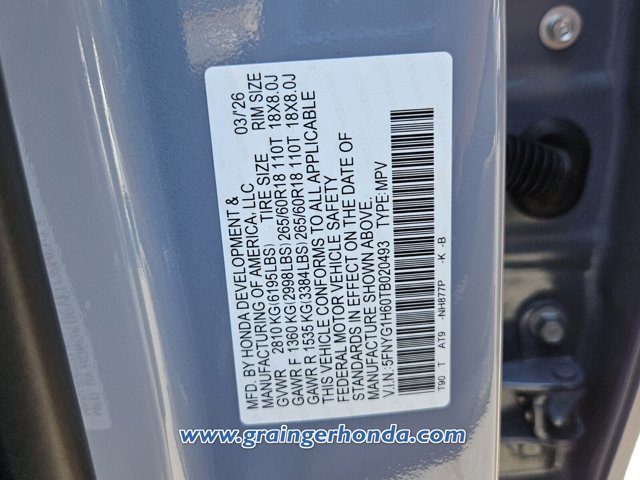 MFD. BY HONDA DEVELOPMENT & 03/26
MANUFACTURING OF AMERICA, LLC
TIRE SIZE RIM SIZE
GVWR 2810 KG (6195LBS)
GAWR F 1360 KG (2998LBS) 265/60R18 110T 18X8.0J
GAWR R 1535 KG (3384LBS) 265/60R18 110T 18X8.0J
THIS VEHICLE CONFORMS TO ALL APPLICABLE
FEDERAL MOTOR VEHICLE SAFETY
STANDARDS IN EFFECT ON THE DATE OF
MANUFACTURE SHOWN ABOVE.
V.I.N:5FNYG1H60TB020493 TYPE:MPV
T90 T AT9 -NH877P -K -B
www.graingerhonda.com